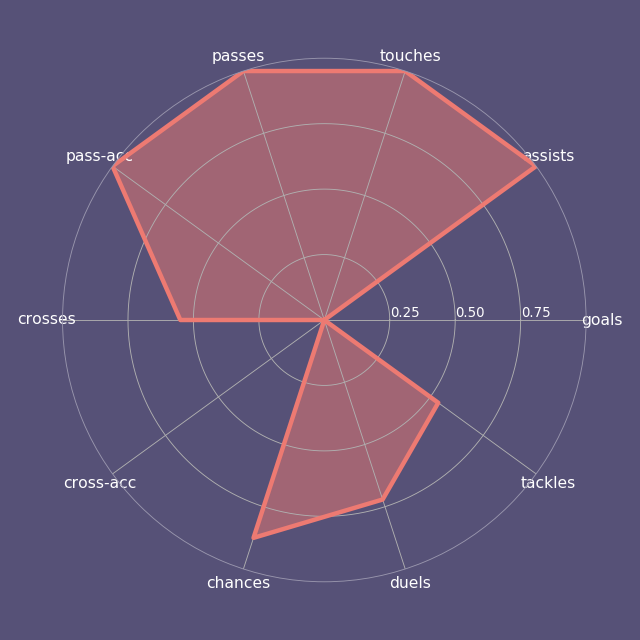 passes
touches
pass-acc
assists
crosses
0.25
0.50
0.75
goals
cross-acc
tackles
chances
duels